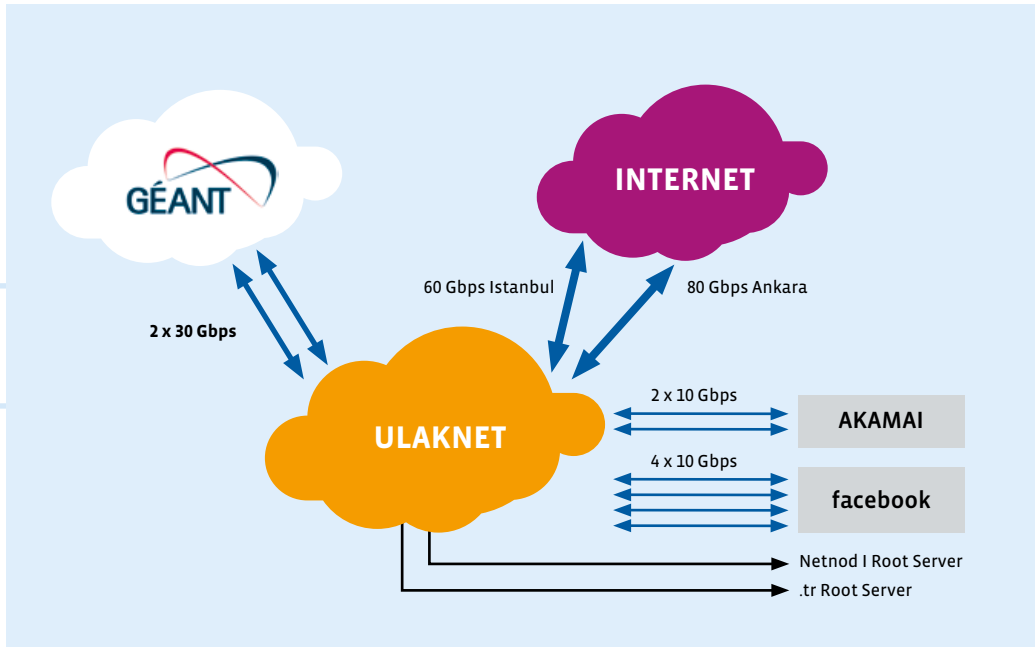 GÉANT
INTERNET
60 Gbps Istanbul
80 Gbps Ankara
2 x 30 Gbps
ULAKNET
2 x 10 Gbps
AKAMAI
4 x 10 Gbps
facebook
Netnod I Root Server
.tr Root Server